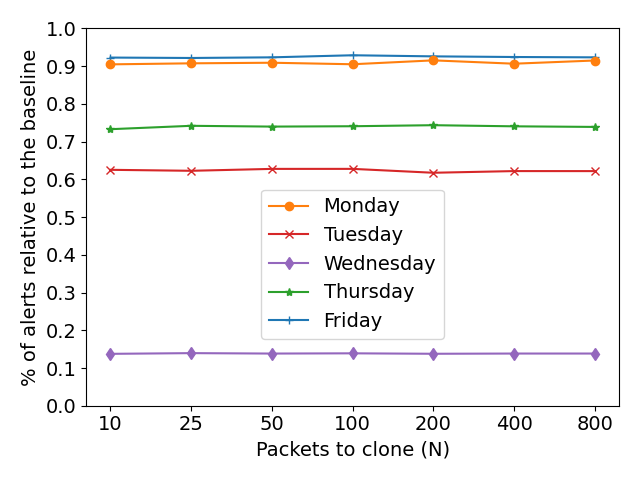 % of alerts relative to the baseline
1.0
0.9
0.8
0.7
0.6
0.5
0.4
0.3
0.2
0.1
0.0
Monday
Tuesday
Wednesday
Thursday
Friday
10 25 50 100 200 400 800
Packets to clone (N)